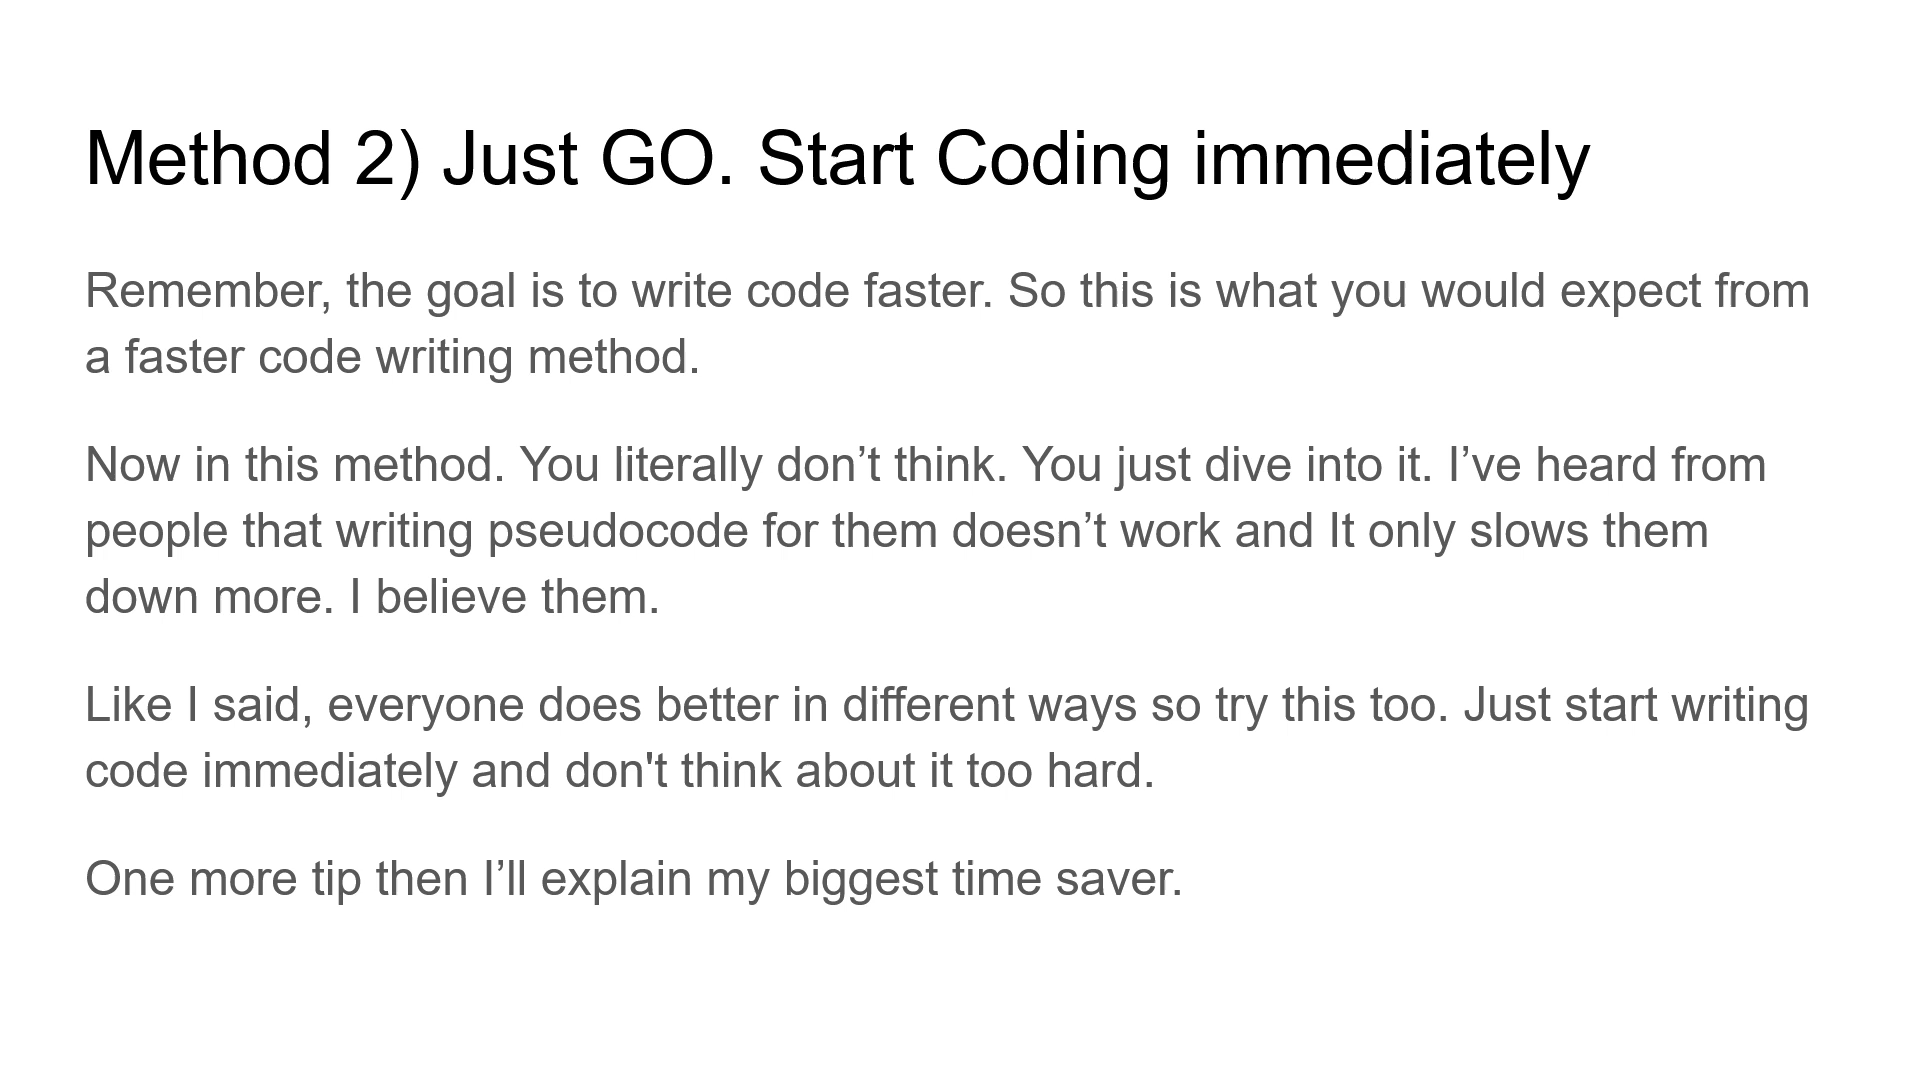 Method 2) Just GO. Start Coding immediately
Remember, the goal is to write code faster. So this is what you would expect from
a faster code writing method.
Now in this method. You literally don’t think. You just dive into it. I’ve heard from
people that writing pseudocode for them doesn’t work and It only slows them
down more. I believe them.
Like I said, everyone does better in different ways so try this too. Just start writing
code immediately and don't think about it too hard.
One more tip then I’ll explain my biggest time saver.